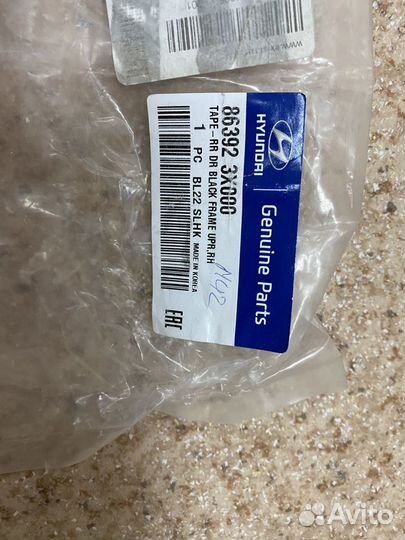 HYUNDAI
Genuine Parts
86392 3X000
TAPE-RR DR BLACK FRAME UPR,RH
1 PC BL22 SLHK MADE IN KOREA
EAC
Avito